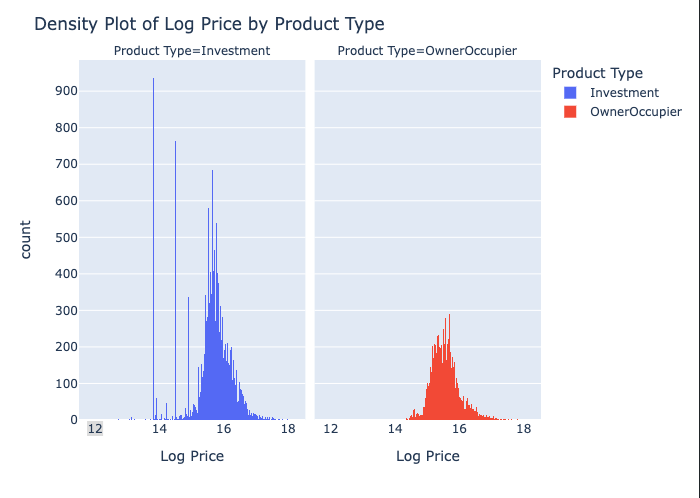 Density Plot of Log Price by Product Type
Product Type=Investment
Product Type=OwnerOccupier
Product Type
Investment
OwnerOccupier
900
800
700
600
500
400
300
200
100
0
count
12
14
16
18
12
14
16
18
Log Price
Log Price